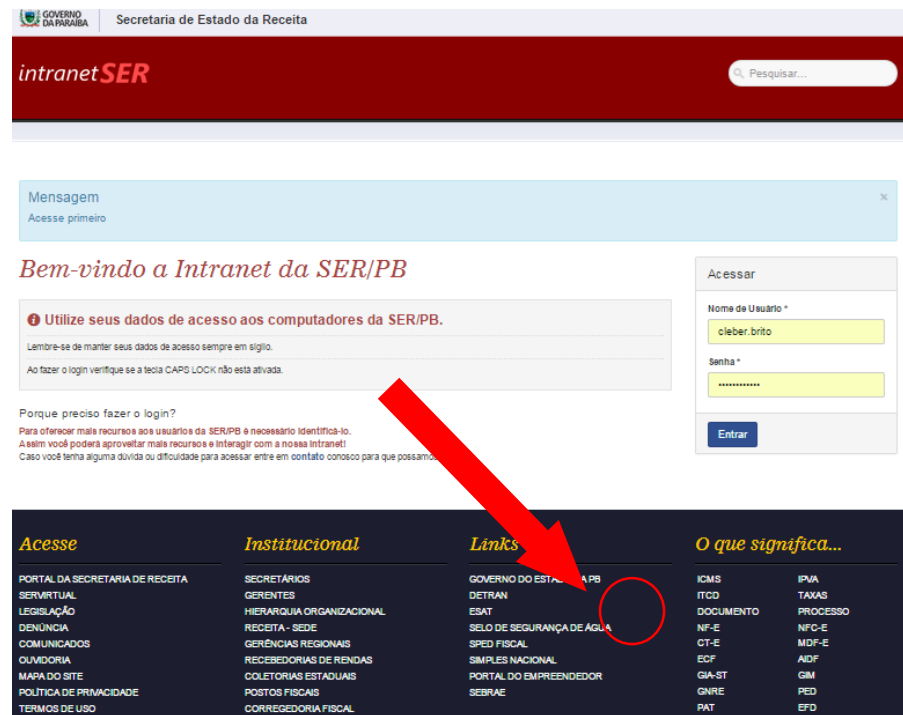 GOVERNO
DA PARAÍBA
Secretaria de Estado da Receita
intranetSER
Pesquisar...
Mensagem
×
Acesse primeiro
Bem-vindo a Intranet da SER/PB
Utilize seus dados de acesso aos computadores da SER/PB.
Lembre-se de manter seus dados de acesso sempre em sigilo.
Ao fazer o login verifique se a tecla CAPS LOCK não está ativada.
Porque preciso fazer o login?
Para oferecer mais recursos aos usuários da SER/PB é necessário identificá-lo.
Assim você poderá aproveitar mais recursos e interagir com a nossa intranet!
Caso você tenha alguma dúvida ou dificuldade para acessar entre em contato conosco para que possamos
Acessar
Nome de Usuário *
cleber.brito
Senha *
••••••••••••
Entrar
Acesse
PORTAL DA SECRETARIA DE RECEITA
SERVIRTUAL
LEGISLAÇÃO
DENÚNCIA
COMUNICADOS
OUVIDORIA
MAPA DO SITE
POLÍTICA DE PRIVACIDADE
TERMOS DE USO
Institucional
SECRETÁRIOS
GERENTES
HIERARQUIA ORGANIZACIONAL
RECEITA - SEDE
GERÊNCIAS REGIONAIS
RECEBEDORIAS DE RENDAS
COLETORIAS ESTADUAIS
POSTOS FISCAIS
CORREGEDORIA FISCAL
Links
GOVERNO DO PB
DETRAN
ESAT
SELO DE SEGURANÇA DE ÁGUA
SPED FISCAL
SIMPLES NACIONAL
PORTAL DO EMPREENDEDOR
SEBRAE
O que significa...
ICMS IPVA
ITCD TAXAS
DOCUMENTO PROCESSO
NF-E NFC-E
CT-E MDF-E
ECF AIDF
GIA-ST GIM
GNRE PED
PAT EFD